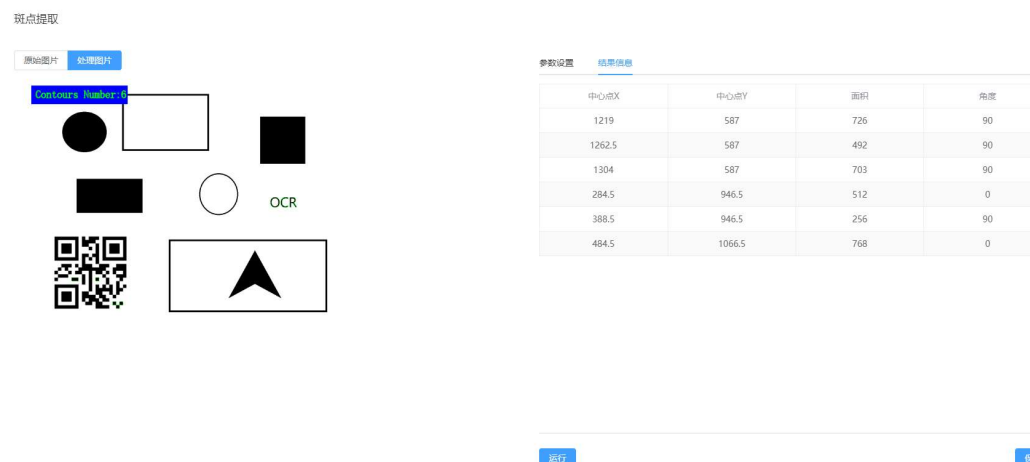 斑点提取
原始图片 处理图片
Contours Number:6
OCR
参数设置 结果信息
中心点X 中心点Y 面积 角度
1219 587 726 90
1262.5 587 492 90
1304 587 703 90
284.5 946.5 512 0
388.5 946.5 256 90
484.5 1066.5 768 0
运行